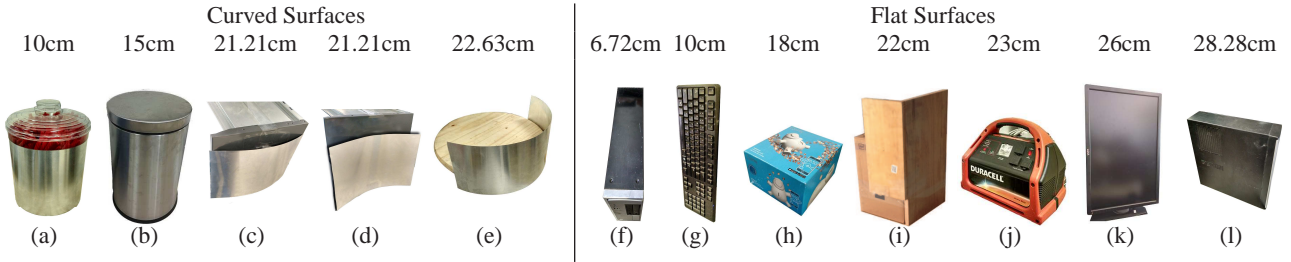 Curved Surfaces
10cm 15cm 21.21cm 21.21cm 22.63cm
(a) (b) (c) (d) (e)
Flat Surfaces
6.72cm 10cm 18cm 22cm 23cm 26cm 28.28cm
DURACELL
(f) (g) (h) (i) (j) (k) (l)